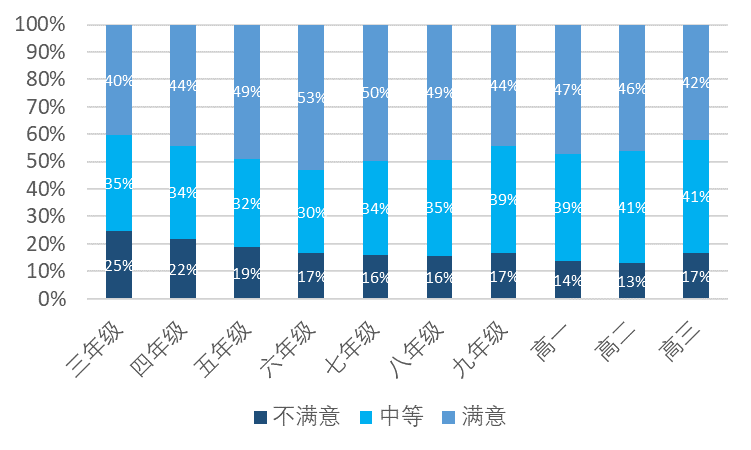 100%
90%
80%
70%
60%
50%
40%
30%
20%
10%
0%
40% 44% 49% 53% 50% 49% 44% 47% 46% 42%
35% 34% 32% 30% 34% 35% 39% 39% 41% 41%
25% 22% 19% 17% 16% 16% 17% 14% 13% 17%
三年级 四年级 五年级 六年级 七年级 八年级 九年级 高一 高二 高三
不满意 中等 满意